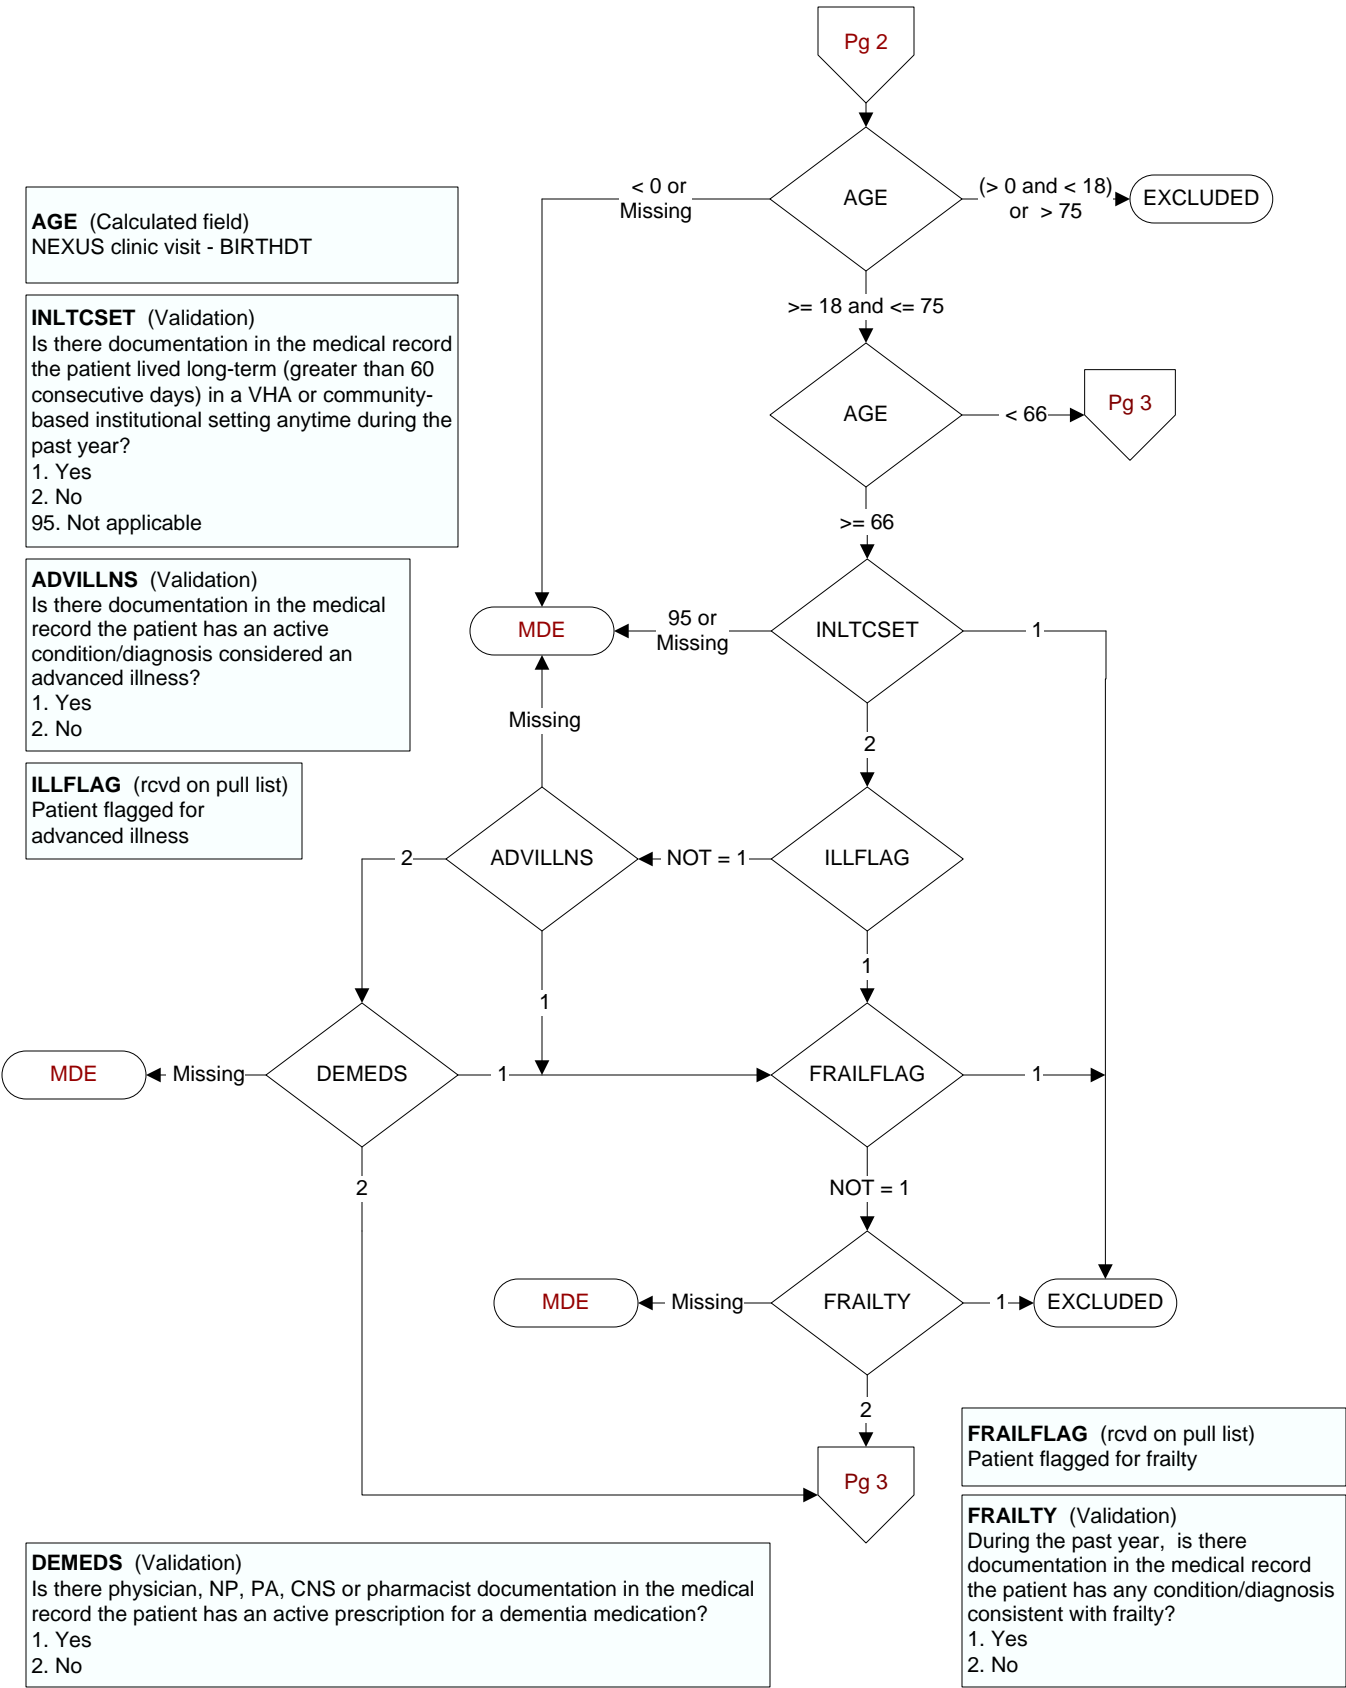 Pg 2
AGE
< 0 or
Missing
(> 0 and < 18)
or > 75
EXCLUDED
AGE (Calculated field)
NEXUS clinic visit - BIRTHDT
>= 18 and <= 75
INLTCSET (Validation)
Is there documentation in the medical record
the patient lived long-term (greater than 60
consecutive days) in a VHA or community-
based institutional setting anytime during the
past year?
1. Yes
2. No
95. Not applicable
AGE
< 66
Pg 3
>= 66
ADVILLNS (Validation)
Is there documentation in the medical
record the patient has an active
condition/diagnosis considered an
advanced illness?
1. Yes
2. No
MDE
95 or
Missing
INLTCSET
1
Missing
2
ILLFLAG (rcvd on pull list)
Patient flagged for
advanced illness
2
ADVILLNS
NOT = 1
ILLFLAG
1
1
MDE
Missing
DEMEDS
1
FRAILFLAG
1
2
NOT = 1
MDE
Missing
FRAILTY
1
EXCLUDED
2
Pg 3
FRAILFLAG (rcvd on pull list)
Patient flagged for frailty
FRAILTY (Validation)
During the past year, is there
documentation in the medical record
the patient has any condition/diagnosis
consistent with frailty?
1. Yes
2. No
DEMEDS (Validation)
Is there physician, NP, PA, CNS or pharmacist documentation in the medical
record the patient has an active prescription for a dementia medication?
1. Yes
2. No